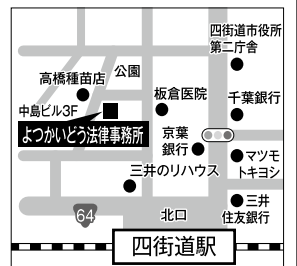 四街道市役所
第二庁舎
公園
高橋種苗店
中島ビル3F
板倉医院
千葉銀行
よつかいどう法律事務所
京葉
銀行
マツモ
トキヨシ
三井のリハウス
三井
住友銀行
64
北口
四街道駅